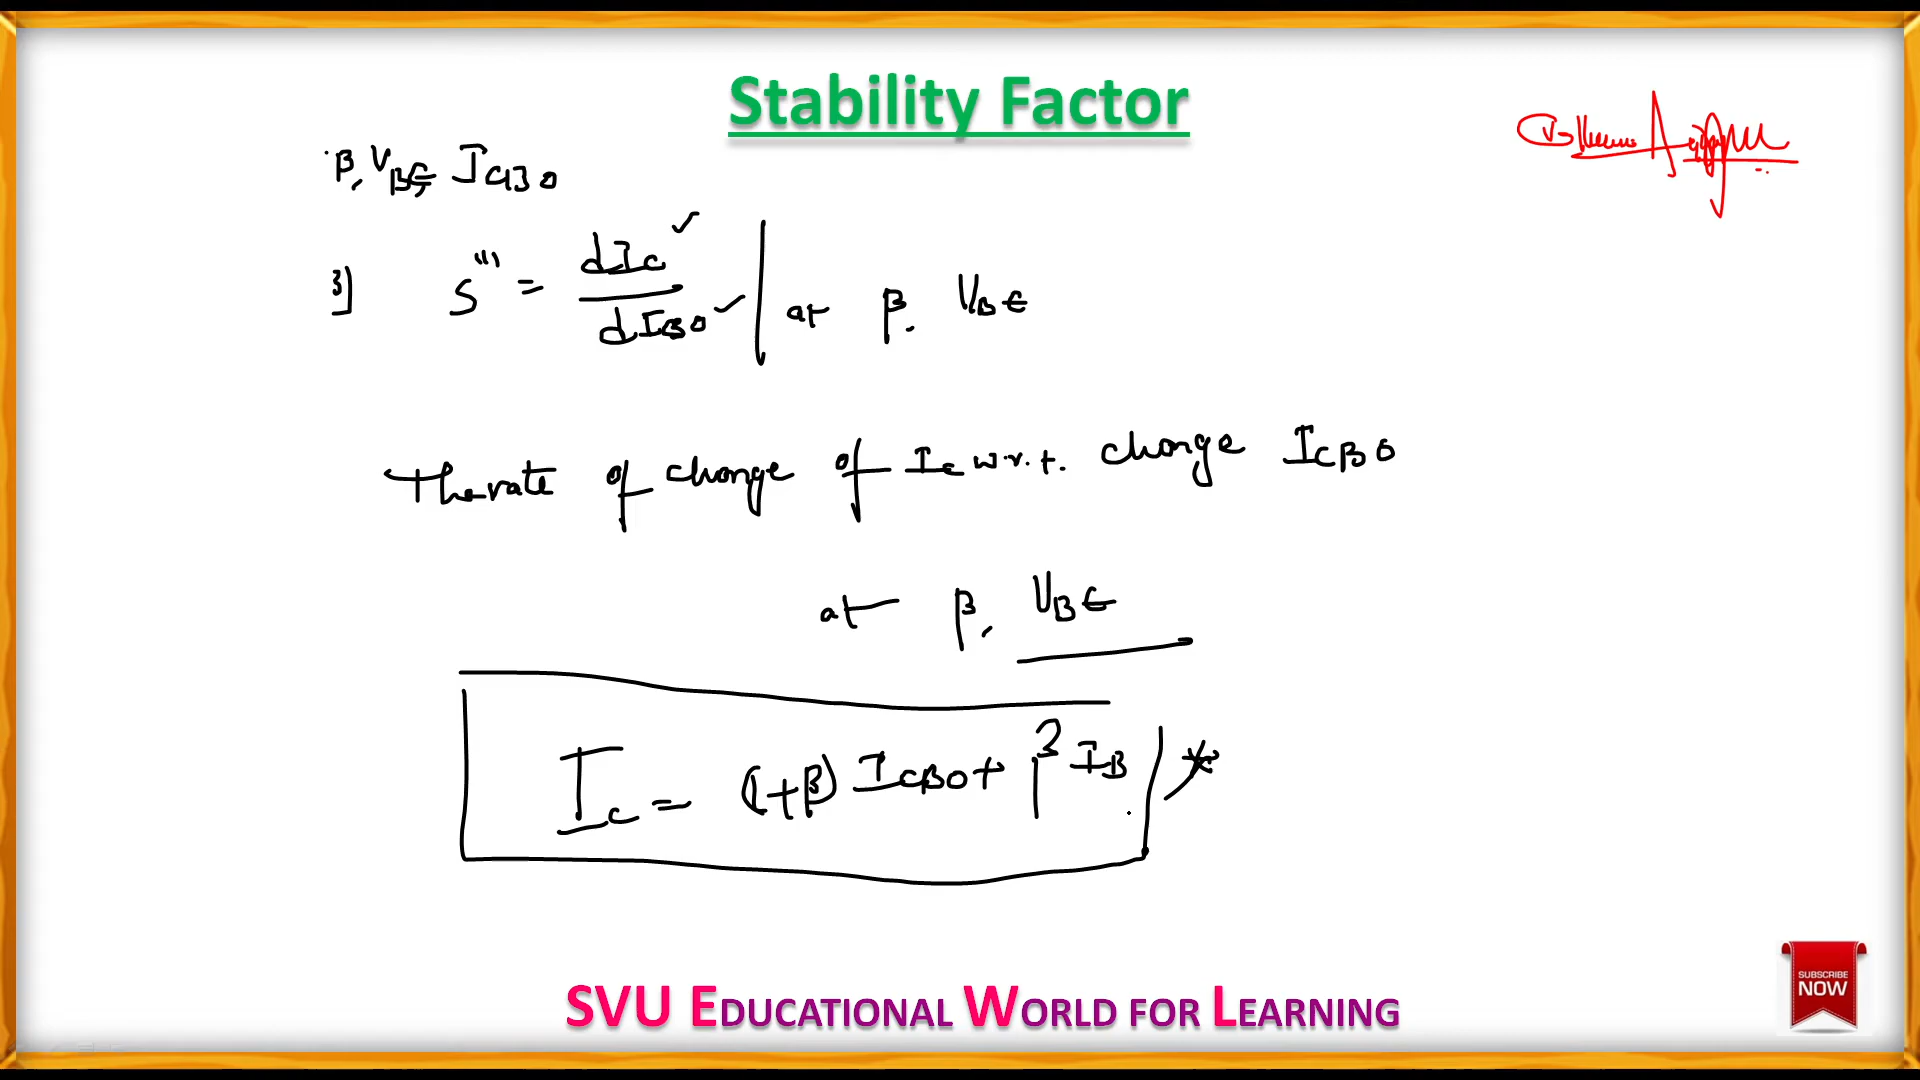 Stability Factor
β, VBE, ICBO
3] S''' = dIc / dIBO | at β, VBE
The rate of change of Ic w.r.t. change ICBO
at β, VBE
Ic = (1+β) ICBO + β IB
SVU EDUCATIONAL WORLD FOR LEARNING
SUBSCRIBE
NOW